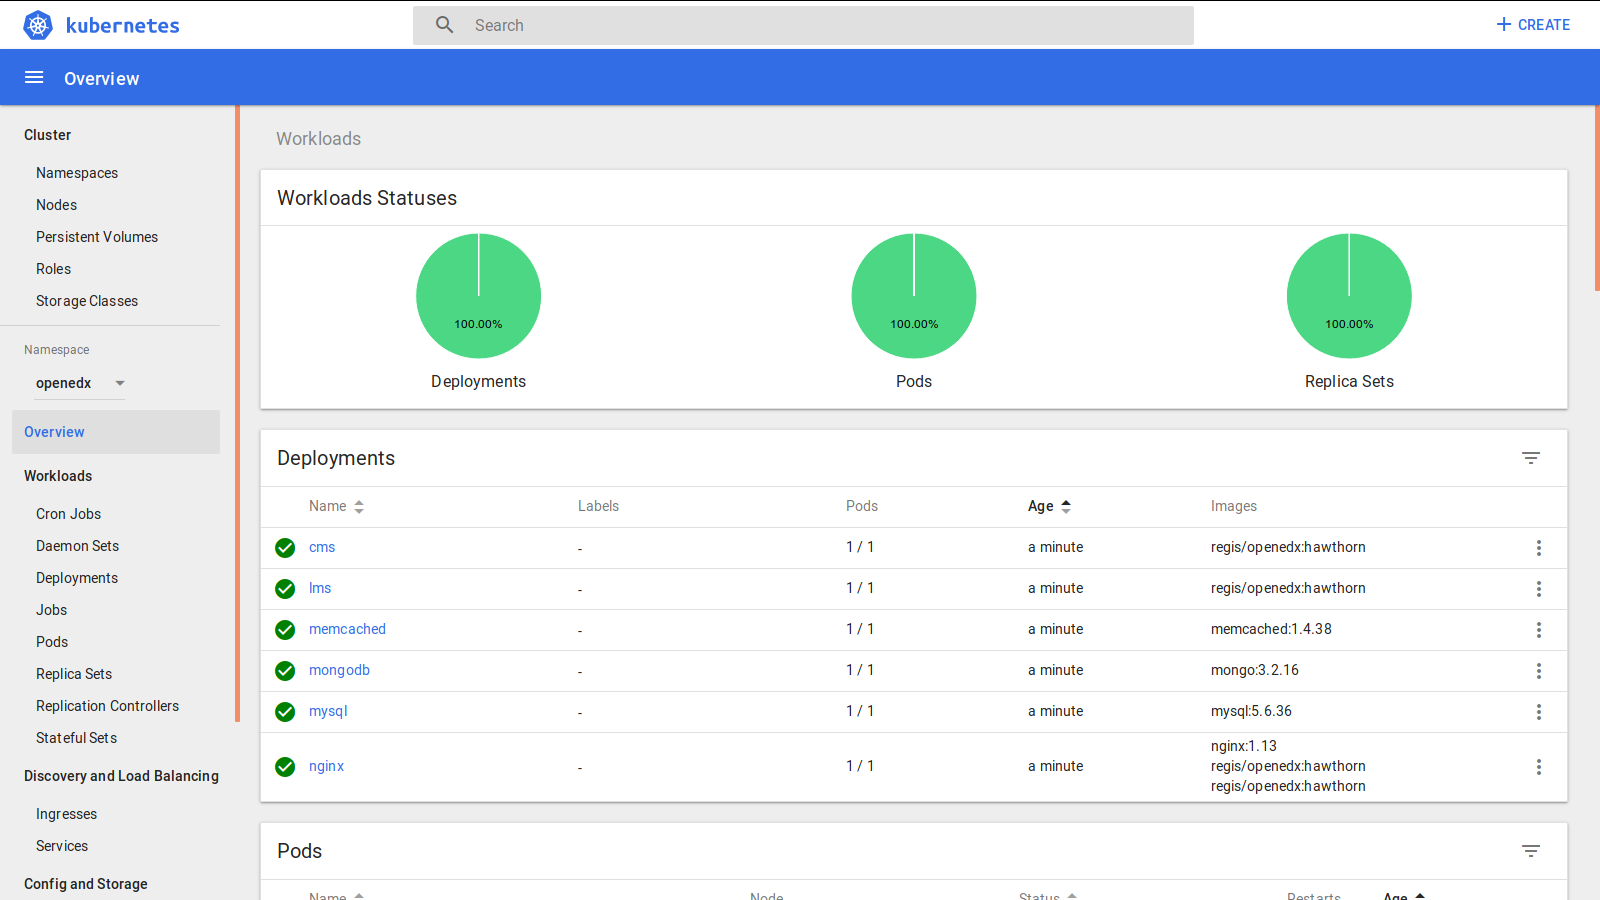 kubernetes
Search
CREATE
Overview
Cluster
Namespaces
Nodes
Persistent Volumes
Roles
Storage Classes
Namespace
openedx
Overview
Workloads
Cron Jobs
Daemon Sets
Deployments
Jobs
Pods
Replica Sets
Replication Controllers
Stateful Sets
Discovery and Load Balancing
Ingresses
Services
Config and Storage
Workloads
Workloads Statuses
100.00% 100.00% 100.00%
Deployments Pods Replica Sets
Deployments
Name Labels Pods Age Images
cms - 1 / 1 a minute regis/openedx:hawthorn
lms - 1 / 1 a minute regis/openedx:hawthorn
memcached - 1 / 1 a minute memcached:1.4.38
mongodb - 1 / 1 a minute mongo:3.2.16
mysql - 1 / 1 a minute mysql:5.6.36
nginx - 1 / 1 a minute nginx:1.13
regis/openedx:hawthorn
regis/openedx:hawthorn
Pods
Name Node Status Restarts Age